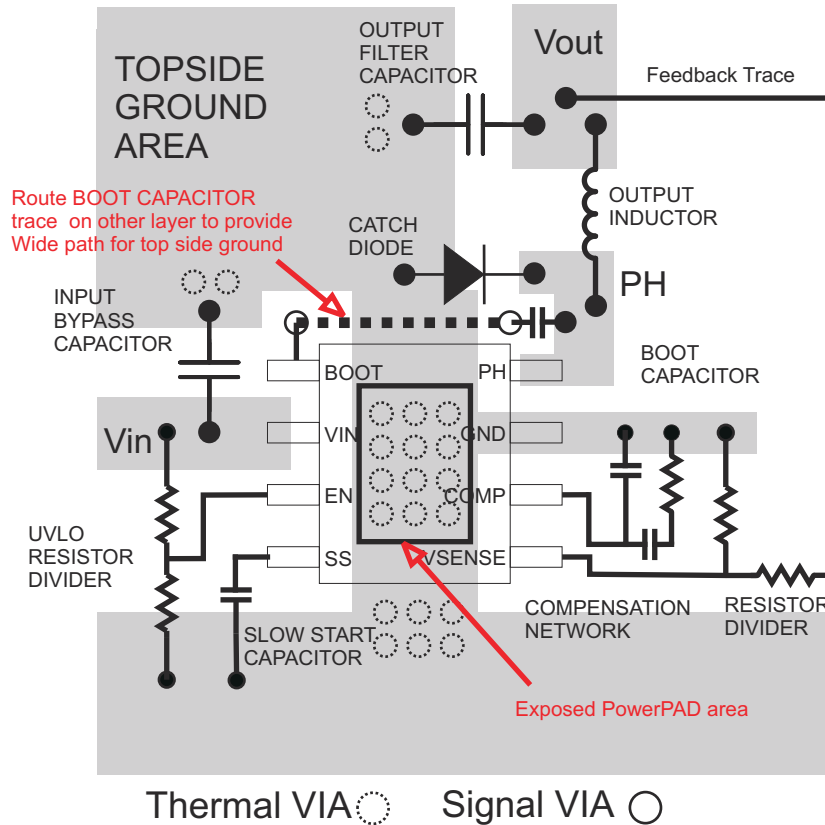 OUTPUT
FILTER
CAPACITOR
Vout
TOPSIDE
GROUND
AREA
Feedback Trace
Route BOOT CAPACITOR
trace on other layer to provide
Wide path for top side ground
OUTPUT
INDUCTOR
CATCH
DIODE
PH
INPUT
BYPASS
CAPACITOR
BOOT
CAPACITOR
BOOT
PH
Vin
VIN
GND
EN
COMP
UVLO
RESISTOR
DIVIDER
SS
VSENSE
SLOW START
CAPACITOR
COMPENSATION
NETWORK
RESISTOR
DIVIDER
Exposed PowerPAD area
Thermal VIA
Signal VIA